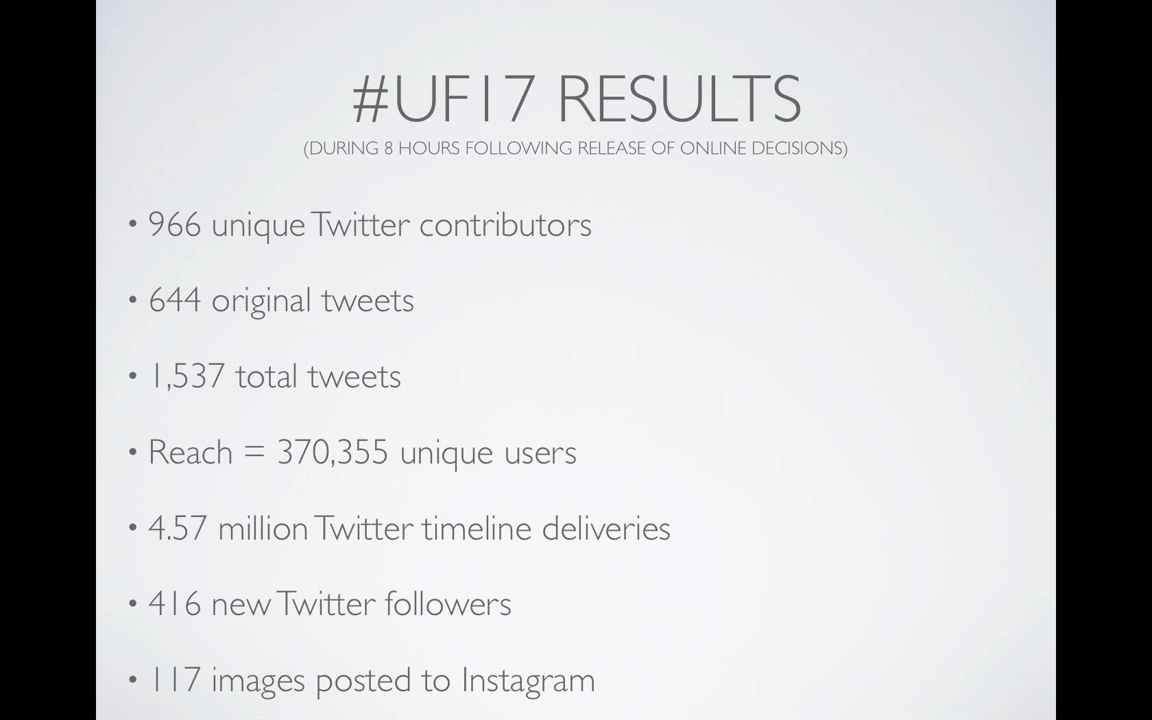 #UF17 RESULTS
(DURING 8 HOURS FOLLOWING RELEASE OF ONLINE DECISIONS)
• 966 unique Twitter contributors
• 644 original tweets
• 1,537 total tweets
• Reach = 370,355 unique users
• 4.57 million Twitter timeline deliveries
• 416 new Twitter followers
• 117 images posted to Instagram